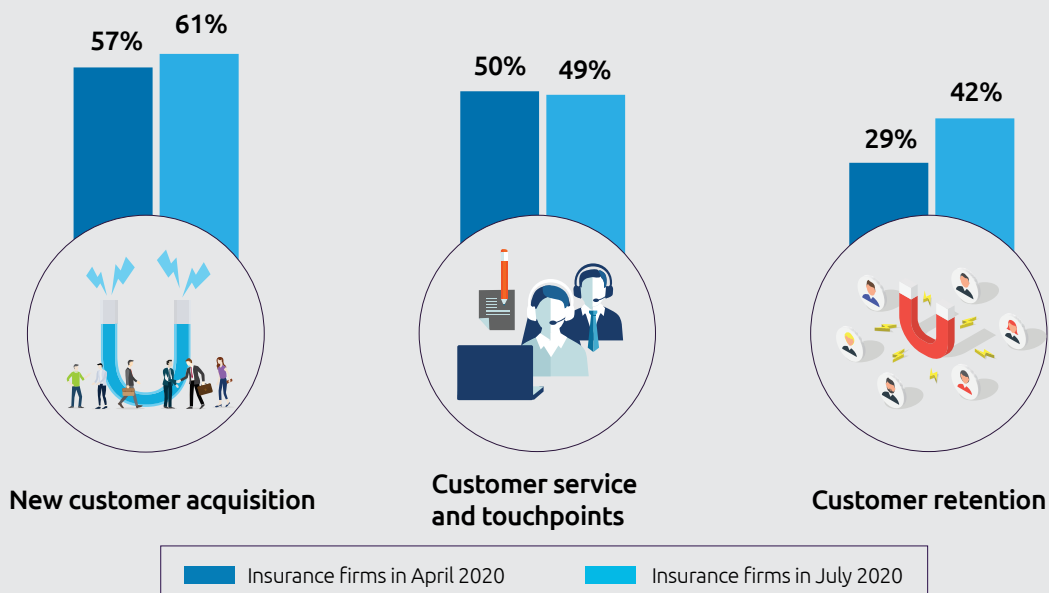 57%
61%
50%
49%
29%
42%
New customer acquisition
Customer service
and touchpoints
Customer retention
Insurance firms in April 2020
Insurance firms in July 2020